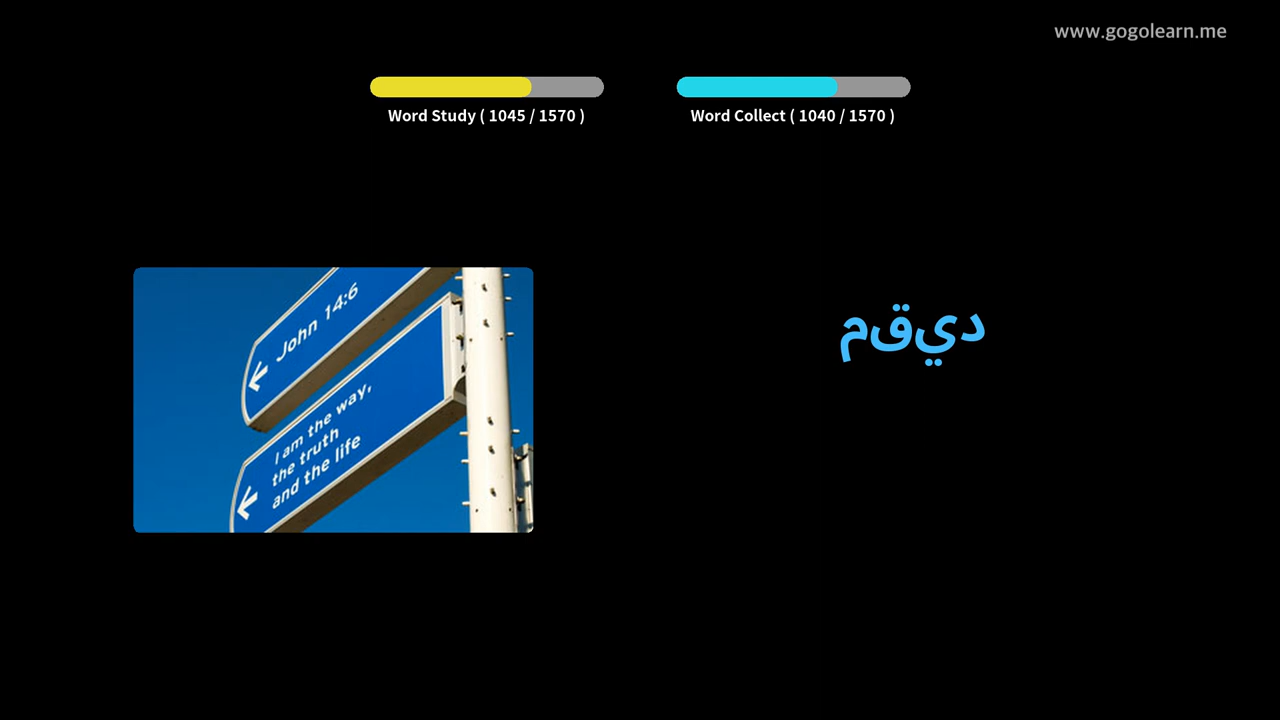 www.gogolearn.me
Word Study ( 1045 / 1570 )
Word Collect ( 1040 / 1570 )
John 14:6
I am the way,
the truth
and the life
ديقم